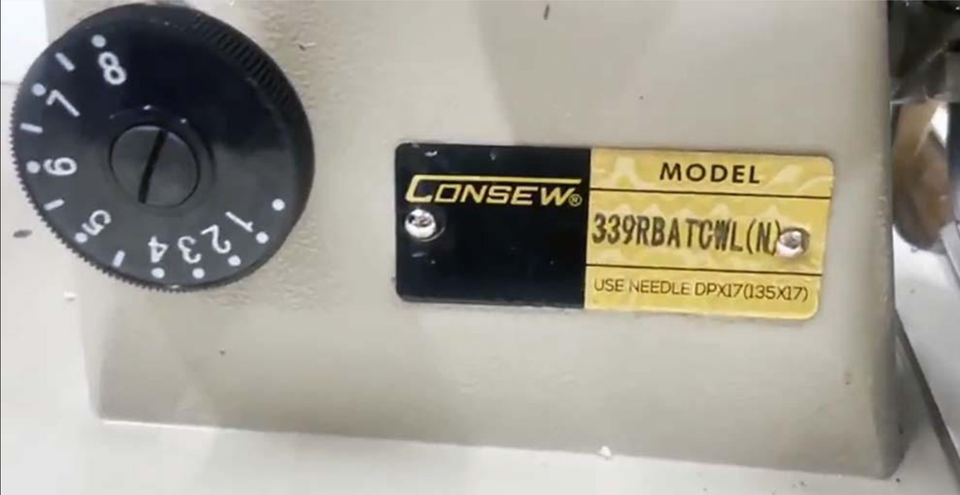 8
7
6
5
4
3
2
1
CONSEW®
MODEL
339RBATCWL(N)
USE NEEDLE DPX17(135X17)